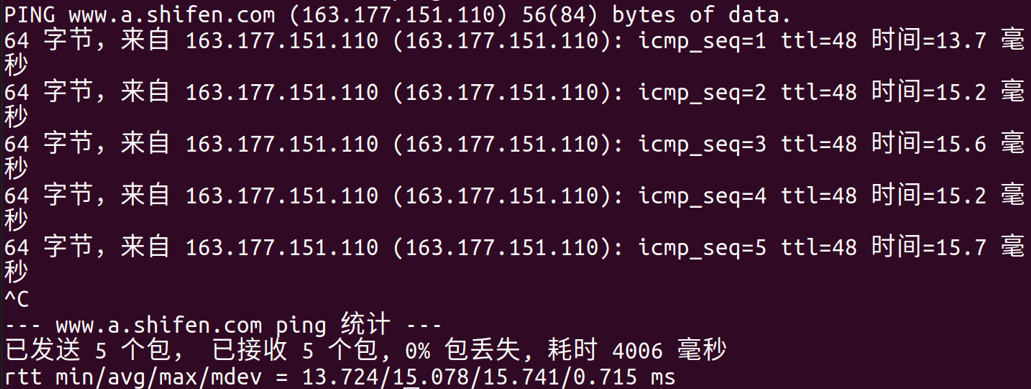 PING www.a.shifen.com (163.177.151.110) 56(84) bytes of data.
64 字节，来自 163.177.151.110 (163.177.151.110): icmp_seq=1 ttl=48 时间=13.7 毫
秒
64 字节，来自 163.177.151.110 (163.177.151.110): icmp_seq=2 ttl=48 时间=15.2 毫
秒
64 字节，来自 163.177.151.110 (163.177.151.110): icmp_seq=3 ttl=48 时间=15.6 毫
秒
64 字节，来自 163.177.151.110 (163.177.151.110): icmp_seq=4 ttl=48 时间=15.2 毫
秒
64 字节，来自 163.177.151.110 (163.177.151.110): icmp_seq=5 ttl=48 时间=15.7 毫
秒
^C
--- www.a.shifen.com ping 统计 ---
已发送 5 个包， 已接收 5 个包, 0% 包丢失, 耗时 4006 毫秒
rtt min/avg/max/mdev = 13.724/15.078/15.741/0.715 ms